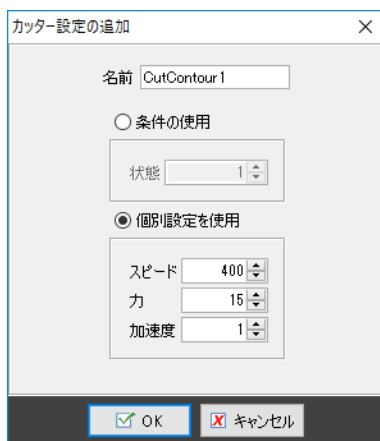 カッター設定の追加
名前 CutContour1
条件の使用
状態 1
個別設定を使用
スピード 400
力 15
加速度 1
OK キャンセル